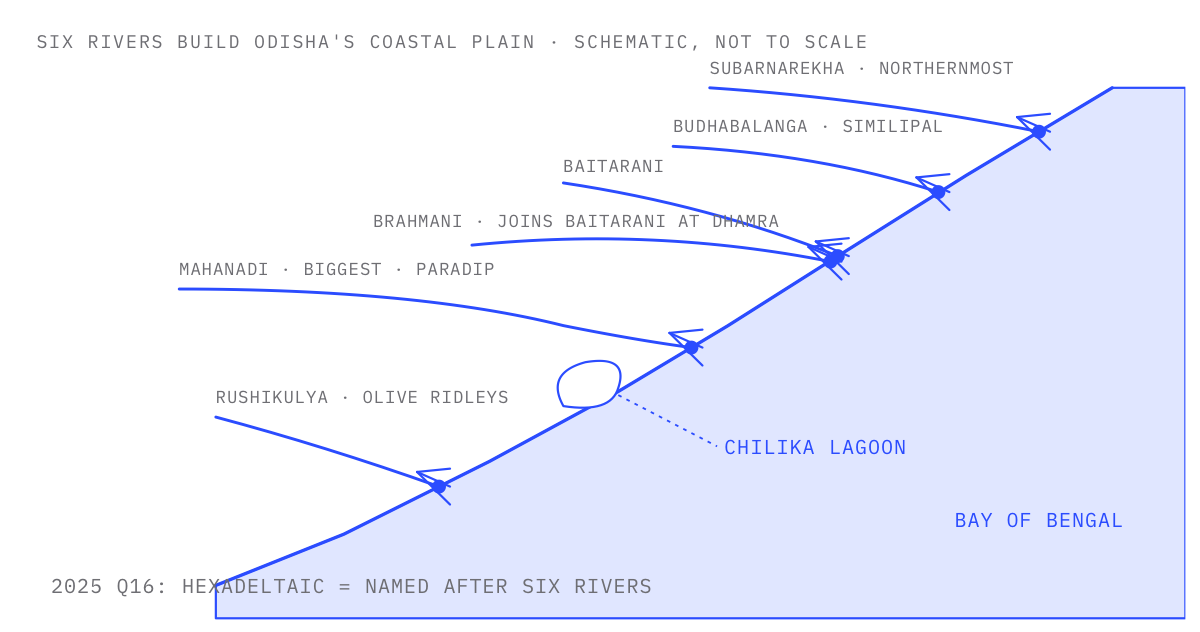 SIX RIVERS BUILD ODISHA'S COASTAL PLAIN · SCHEMATIC, NOT TO SCALE
SUBARNAREKHA · NORTHERNMOST
BUDHABALANGA · SIMILIPAL
BAITARANI
BRAHMANI · JOINS BAITARANI AT DHAMRA
MAHANADI · BIGGEST · PARADIP
RUSHIKULYA · OLIVE RIDLEYS
CHILIKA LAGOON
BAY OF BENGAL
2025 Q16: HEXADELTAIC = NAMED AFTER SIX RIVERS